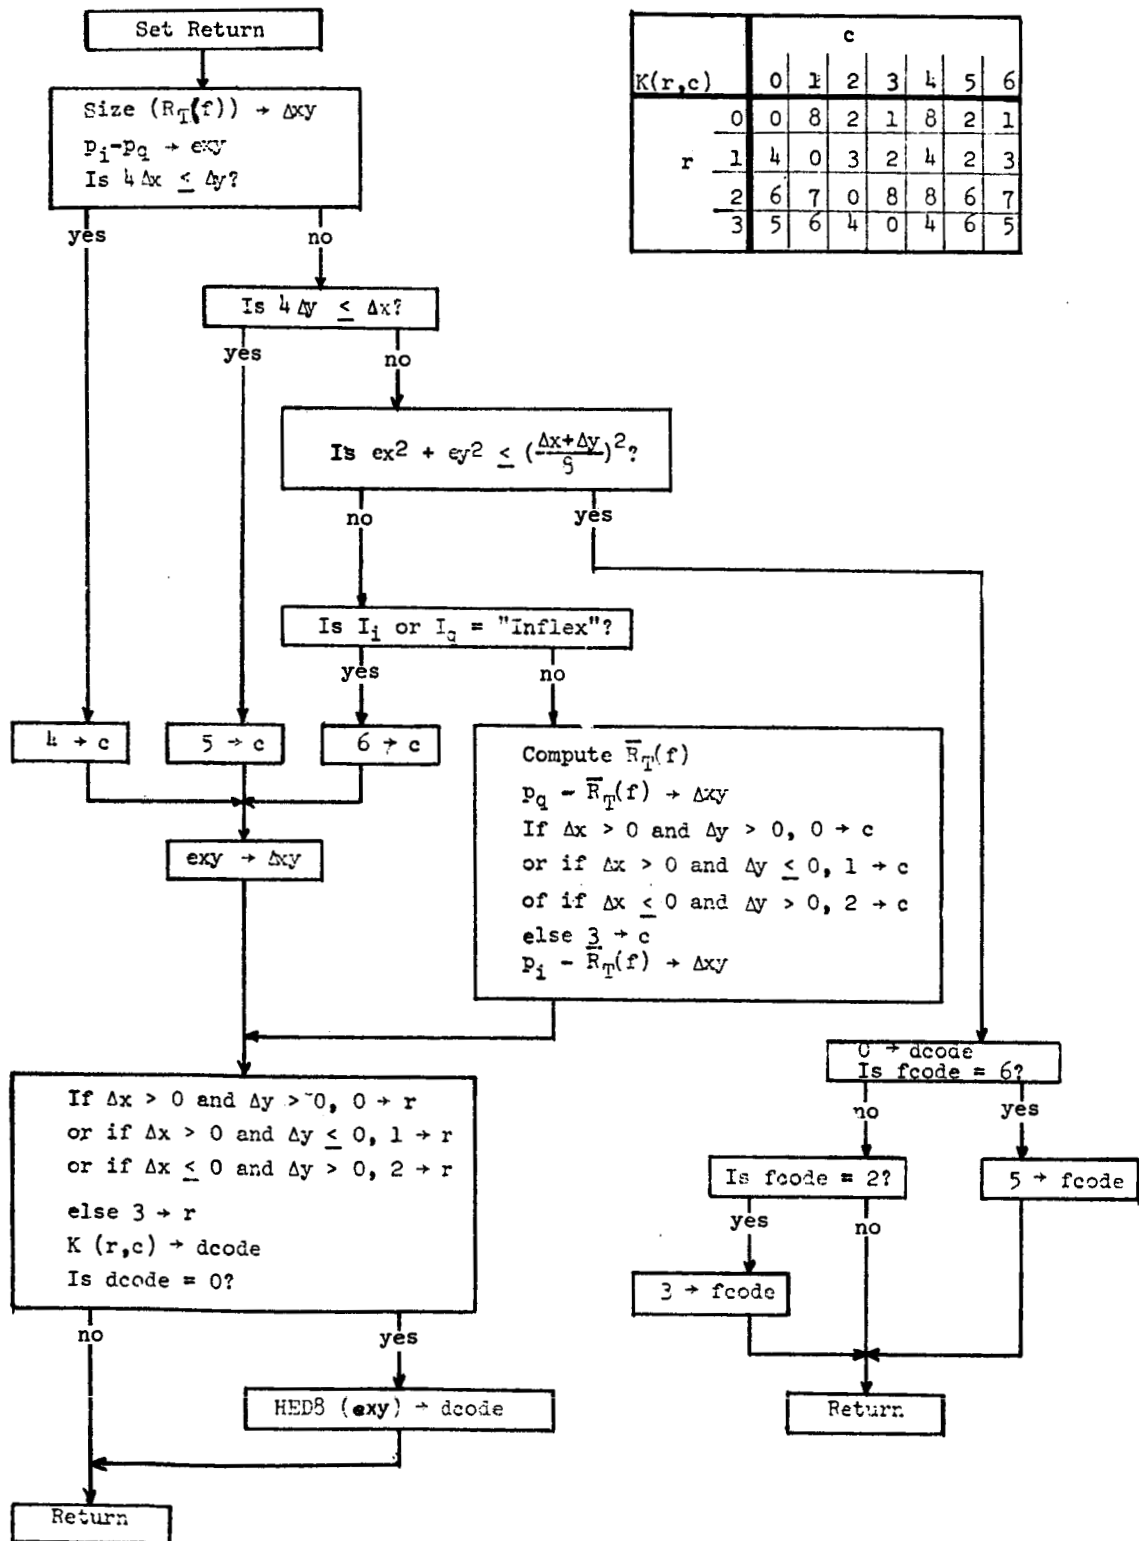 Set Return
Size (R_T(f)) → Δxy
p_i-p_q → exy
Is 4Δx ≤ Δy?
yes
no
c
K(r,c) 0 1 2 3 4 5 6
0 0 8 2 1 8 2 1
r 1 4 0 3 2 4 2 3
2 6 7 0 8 8 6 7
3 5 6 4 0 4 6 5
Is 4Δy ≤ Δx?
yes
no
Is ex² + ey² ≤ (Δx+Δy/8)²?
no
yes
Is I_i or I_q = "Inflex"?
yes
no
4 → c
5 → c
6 → c
exy → Δxy
Compute R̅_T(f)
p_q - R̅_T(f) → Δxy
If Δx > 0 and Δy > 0, 0 → c
or if Δx > 0 and Δy ≤ 0, 1 → c
of if Δx ≤ 0 and Δy > 0, 2 → c
else 3 → c
p_i - R̅_T(f) → Δxy
If Δx > 0 and Δy > 0, 0 → r
or if Δx > 0 and Δy ≤ 0, 1 → r
or if Δx ≤ 0 and Δy > 0, 2 → r
else 3 → r
K (r,c) → dcode
Is dcode = 0?
no
yes
HED8 (exy) → dcode
Return
0 → dcode
Is fcode = 6?
no
yes
Is fcode = 2?
5 → fcode
yes
no
3 → fcode
Return